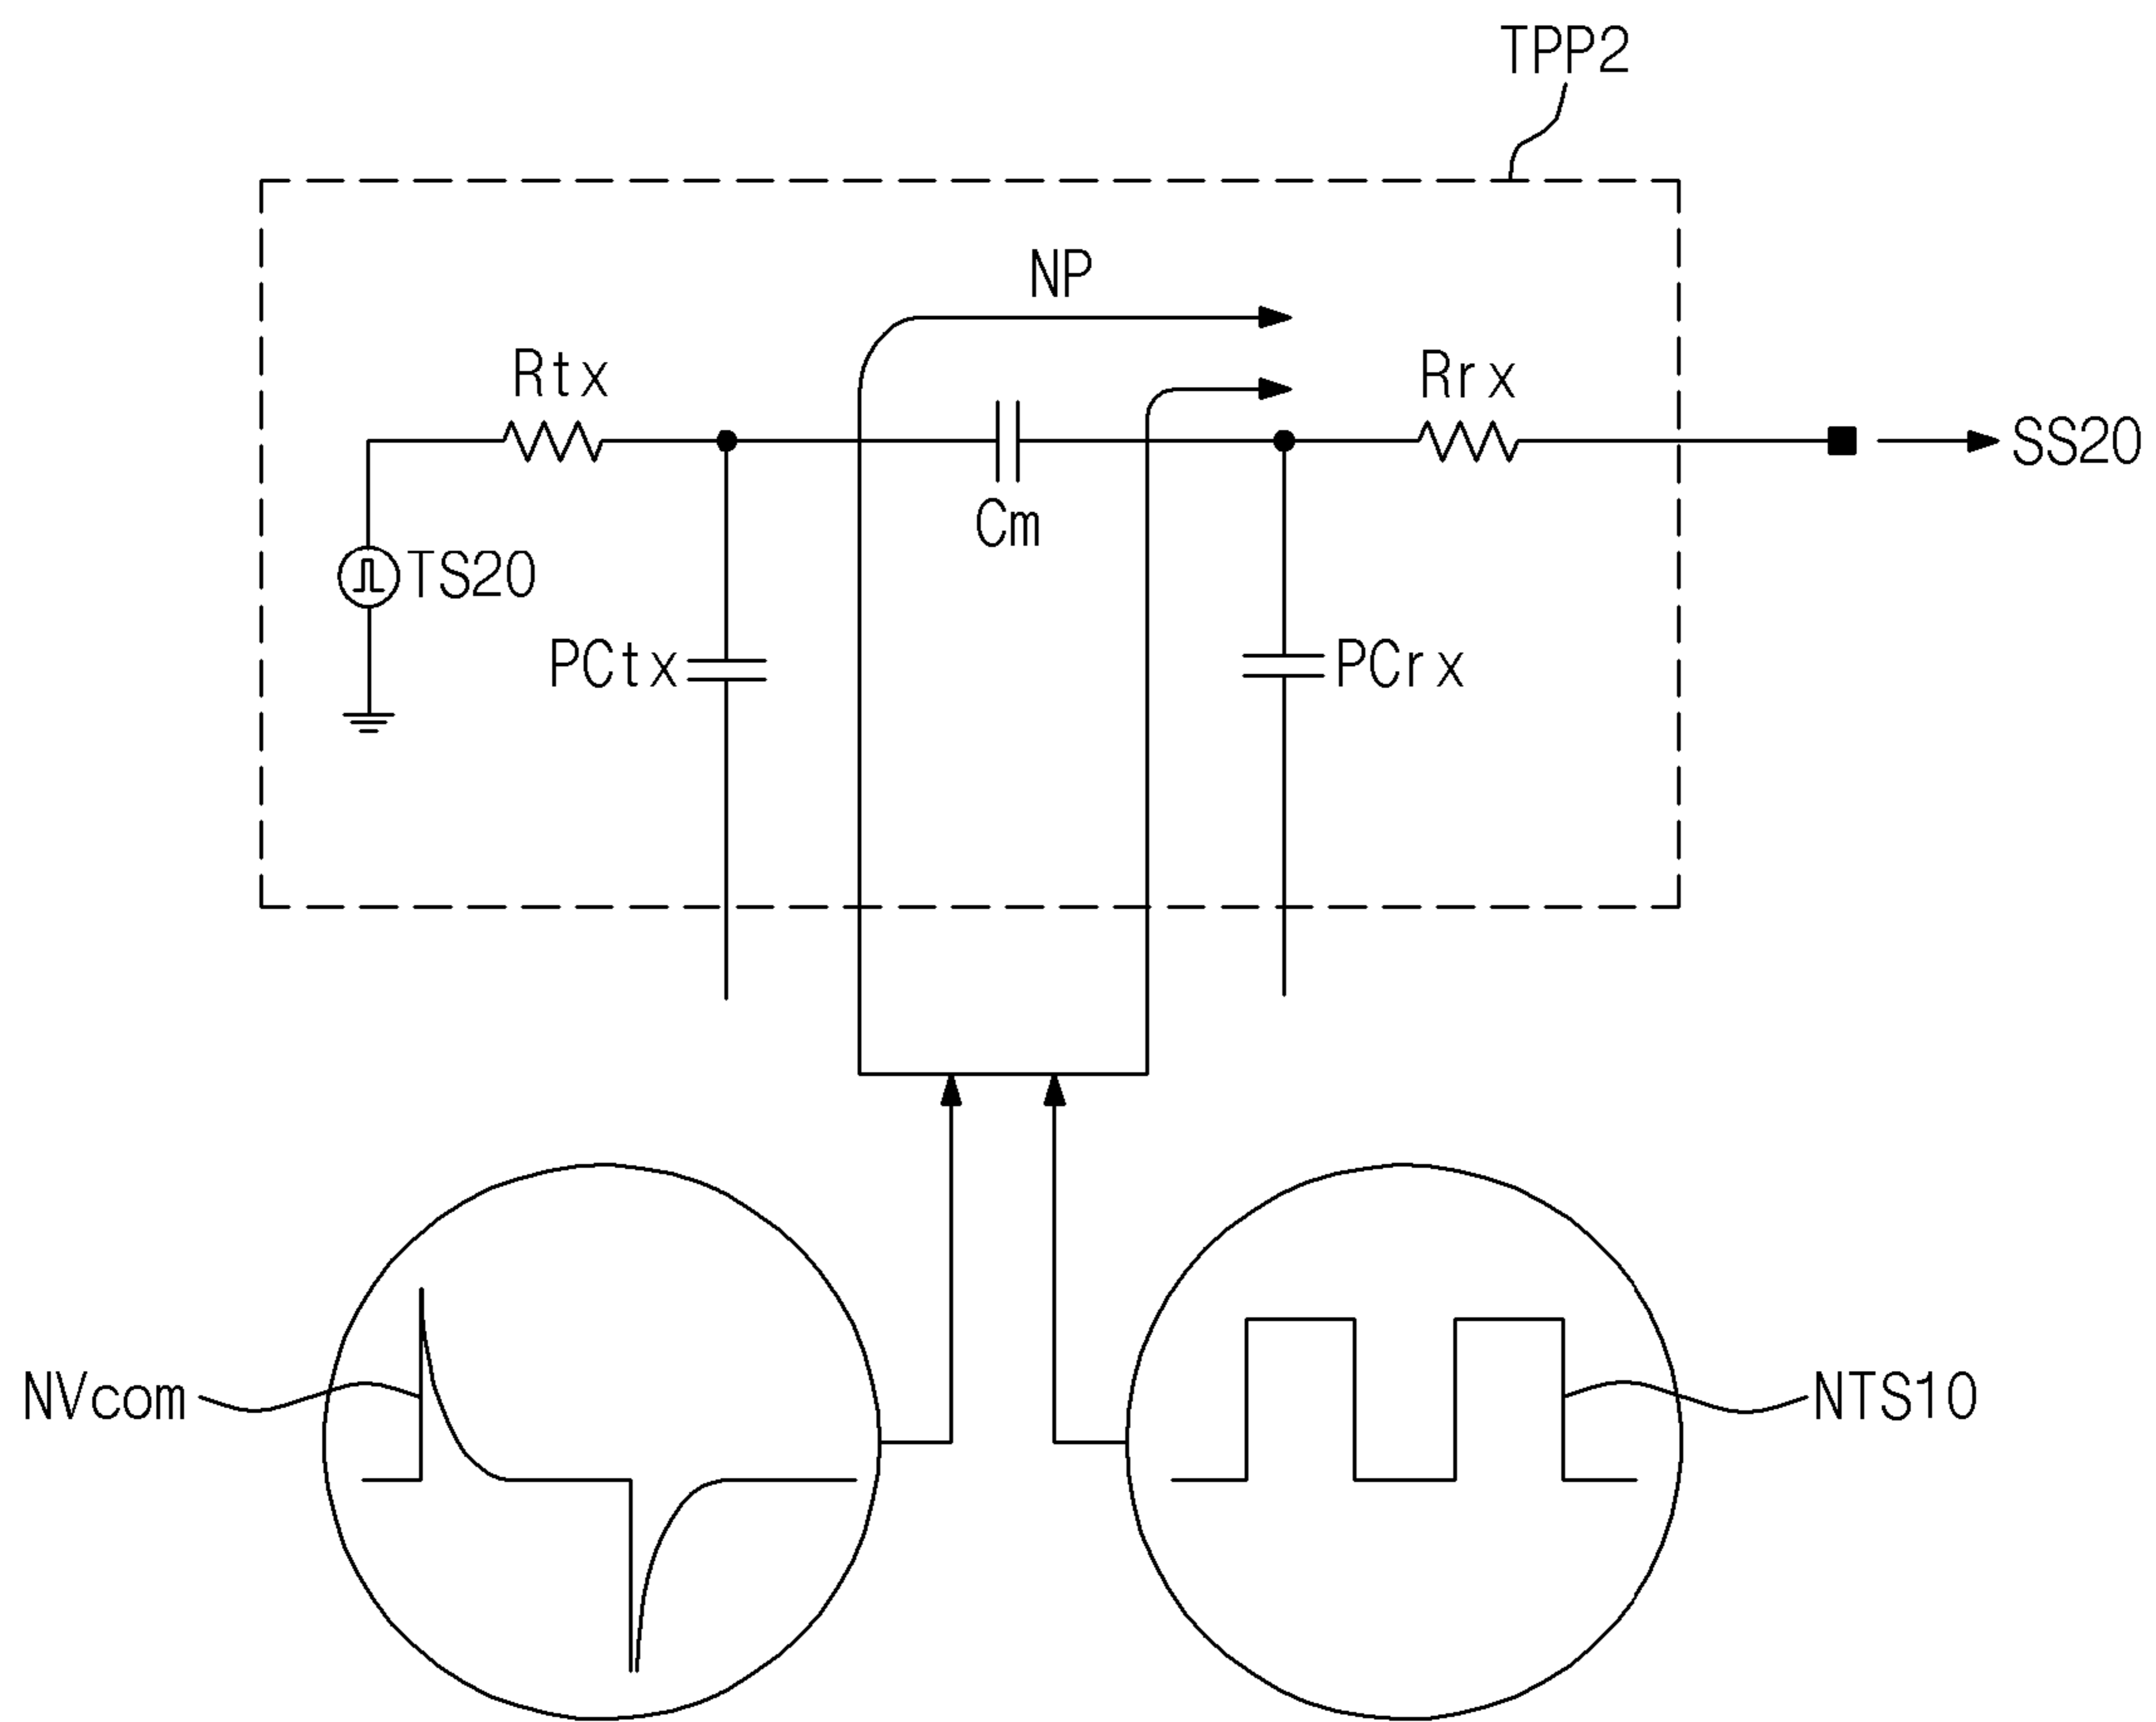 TPP2
NP
Rtx
Rrx
SS20
Cm
TS20
PCtx
PCrx
NVcom
NTS10